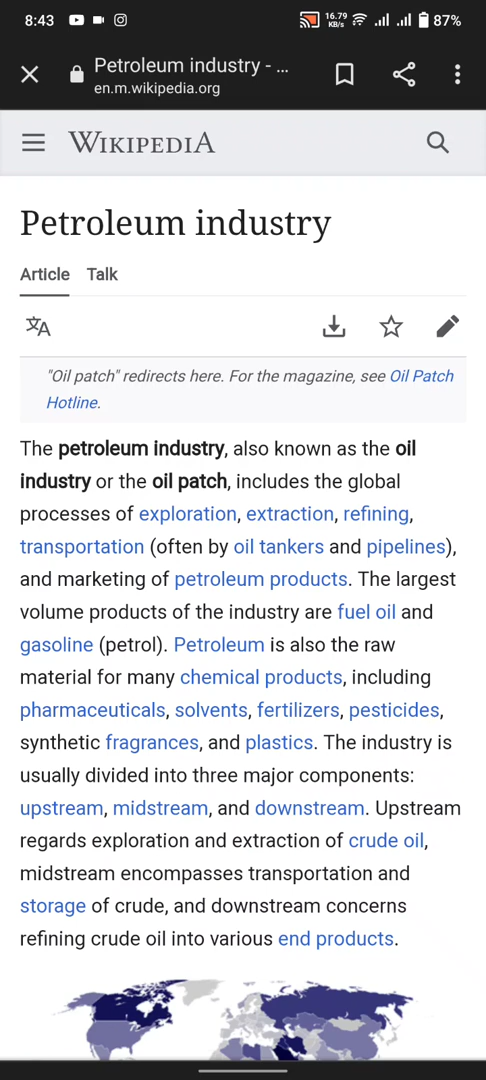 8:43 16.79 KB/s 87%
Petroleum industry - ...
en.m.wikipedia.org
WIKIPEDIA
Petroleum industry
Article Talk
"Oil patch" redirects here. For the magazine, see Oil Patch
Hotline.
The petroleum industry, also known as the oil
industry or the oil patch, includes the global
processes of exploration, extraction, refining,
transportation (often by oil tankers and pipelines),
and marketing of petroleum products. The largest
volume products of the industry are fuel oil and
gasoline (petrol). Petroleum is also the raw
material for many chemical products, including
pharmaceuticals, solvents, fertilizers, pesticides,
synthetic fragrances, and plastics. The industry is
usually divided into three major components:
upstream, midstream, and downstream. Upstream
regards exploration and extraction of crude oil,
midstream encompasses transportation and
storage of crude, and downstream concerns
refining crude oil into various end products.